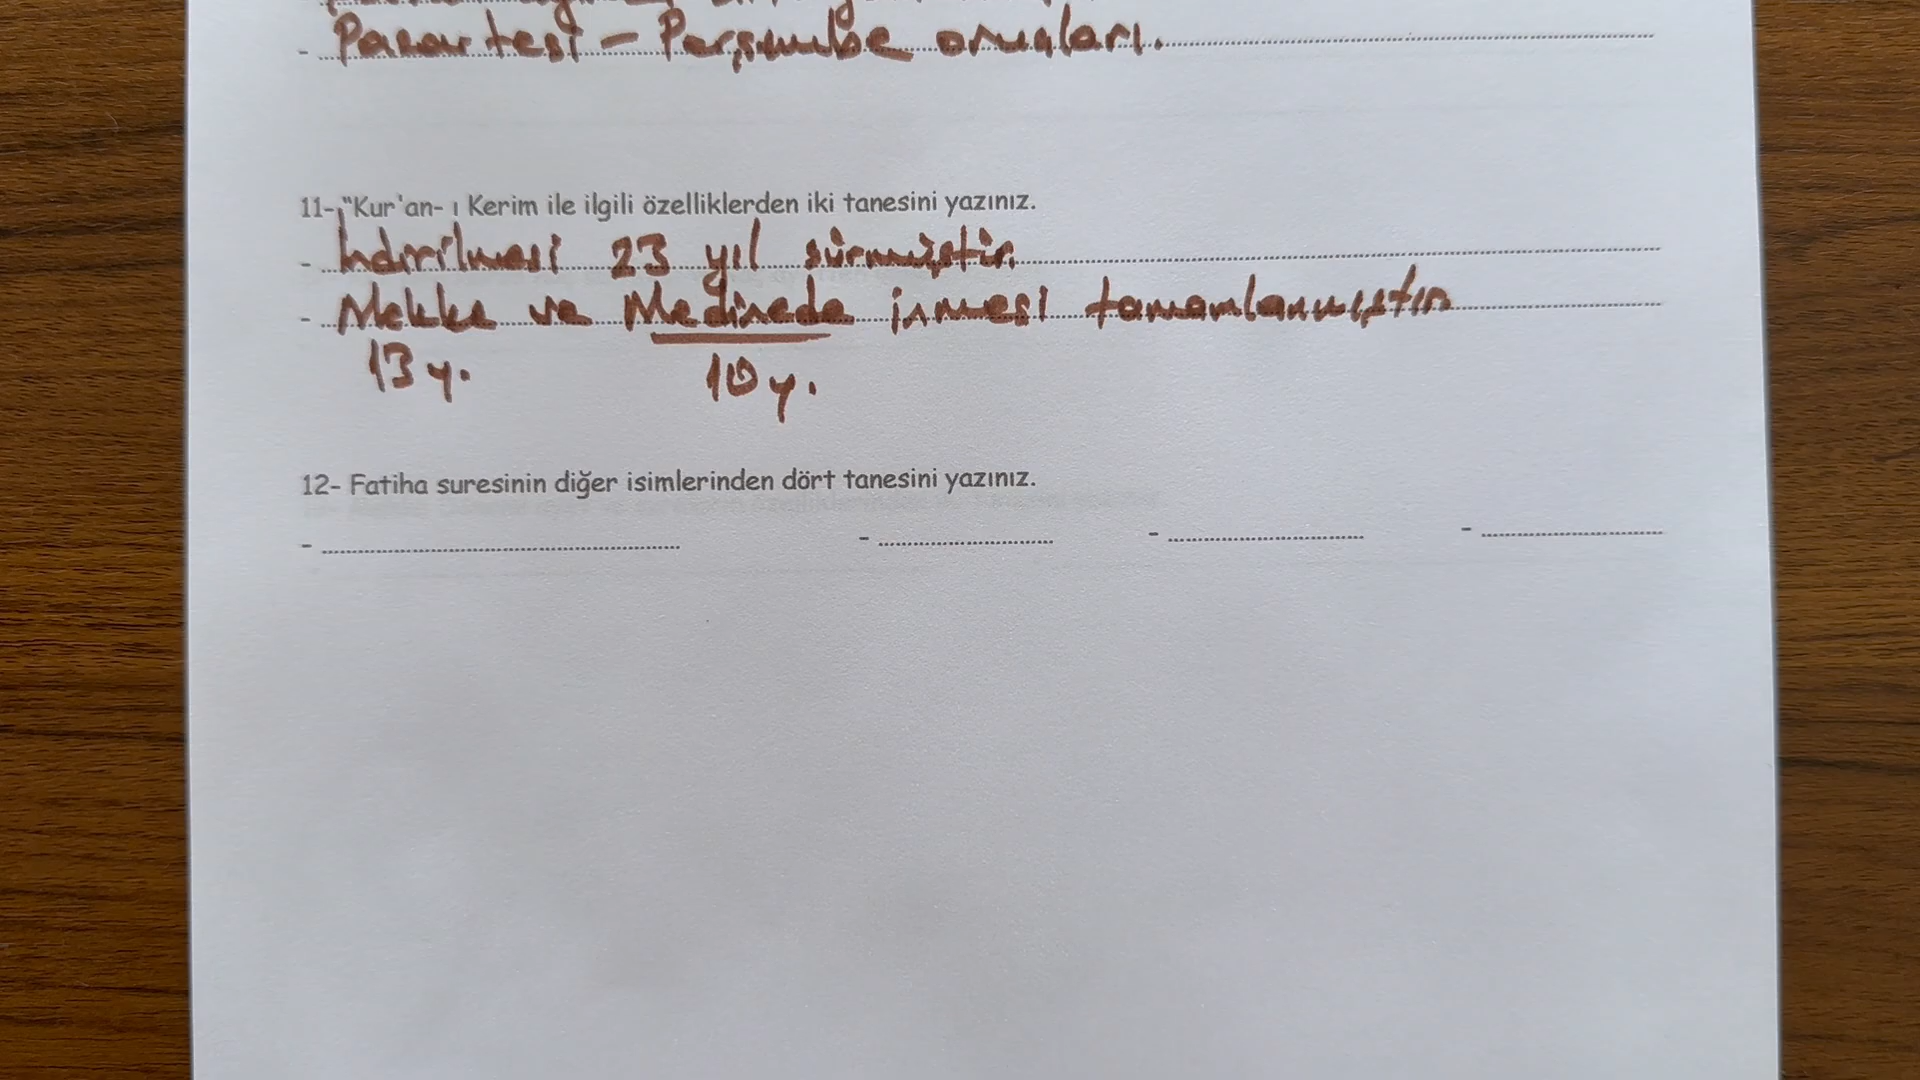 - Pazartesi - Perşembe oruçları.
11- "Kur'an- ı Kerim ile ilgili özelliklerden iki tanesini yazınız.
- İndirilmesi 23 yıl sürmüştür.
- Mekke ve Medinede inmesi tamamlanmıştır.
13 y. 10 y.
12- Fatiha suresinin diğer isimlerinden dört tanesini yazınız.
- - - -